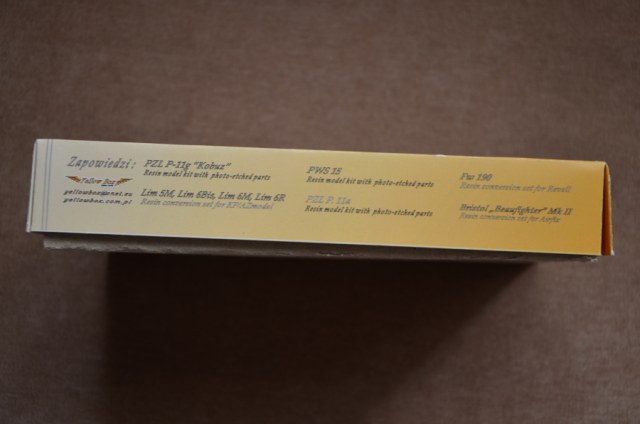 Zapowiedzi:
Yellow Box
yellowbox@onet.eu
yellowbox.com.pl
PZL P-11g "Kobuz"
Resin model kit with photo-etched parts
Lim 5M, Lim 6Bis, Lim 6M, Lim 6R
Resin conversion set for KP/AZmodel
PWS 15
Resin model kit with photo-etched parts
PZL P. 11a
Resin model kit with photo-etched parts
Fw 190
Resin conversion set for Revell
Bristol „Beaufighter" Mk II
Resin conversion set for Airfix